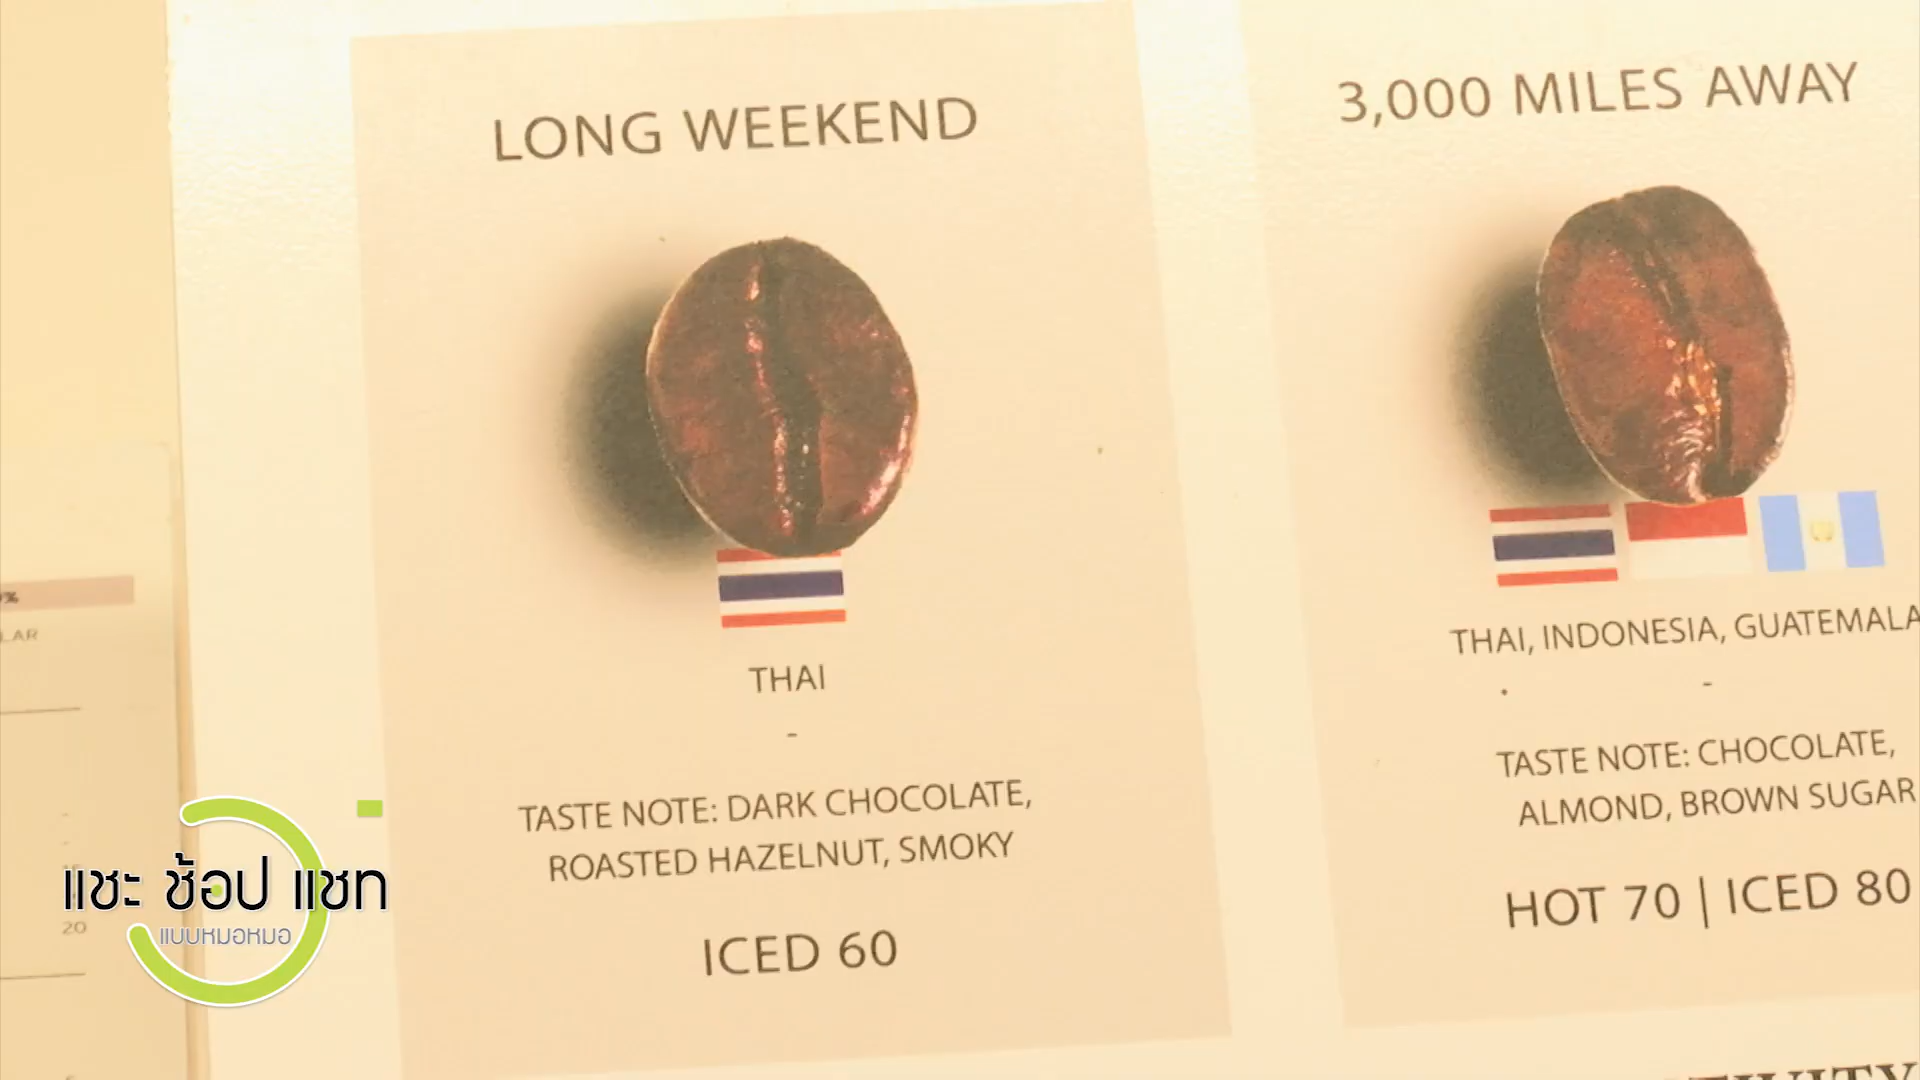 LONG WEEKEND
THAI
-
TASTE NOTE: DARK CHOCOLATE,
ROASTED HAZELNUT, SMOKY
ICED 60
3,000 MILES AWAY
THAI, INDONESIA, GUATEMALA
-
TASTE NOTE: CHOCOLATE,
ALMOND, BROWN SUGAR
HOT 70 | ICED 80
20
แชะ ช้อป แชท
แบบหมอหมอ